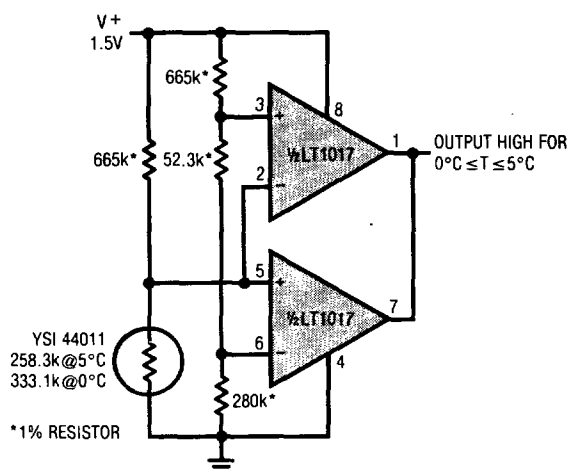 V+
1.5V
665k*
665k*
52.3k*
3
+
8
½LT1017
1
OUTPUT HIGH FOR
0°C ≤ T ≤ 5°C
2
−
5
+
½LT1017
7
6
−
4
YSI 44011
258.3k@5°C
333.1k@0°C
280k*
*1% RESISTOR